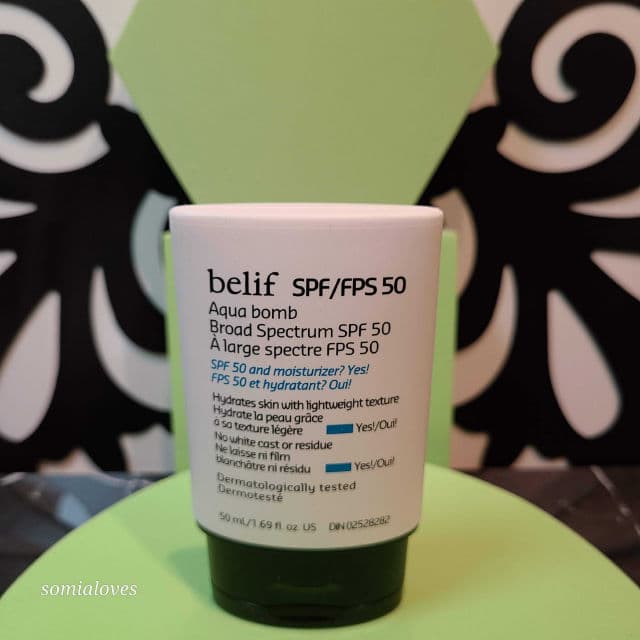 belif SPF/FPS 50
Aqua bomb
Broad Spectrum SPF 50
À large spectre FPS 50
SPF 50 and moisturizer? Yes!
FPS 50 et hydratant? Oui!
Hydrates skin with lightweight texture
Hydrate la peau grâce
à sa texture légère Yes!/Oui!
No white cast or residue
Ne laisse ni film
blanchâtre ni résidu Yes!/Oui!
Dermatologically tested
Dermotesté
50 mL/1.69 fl. oz. US DIN 02528282
somialoves